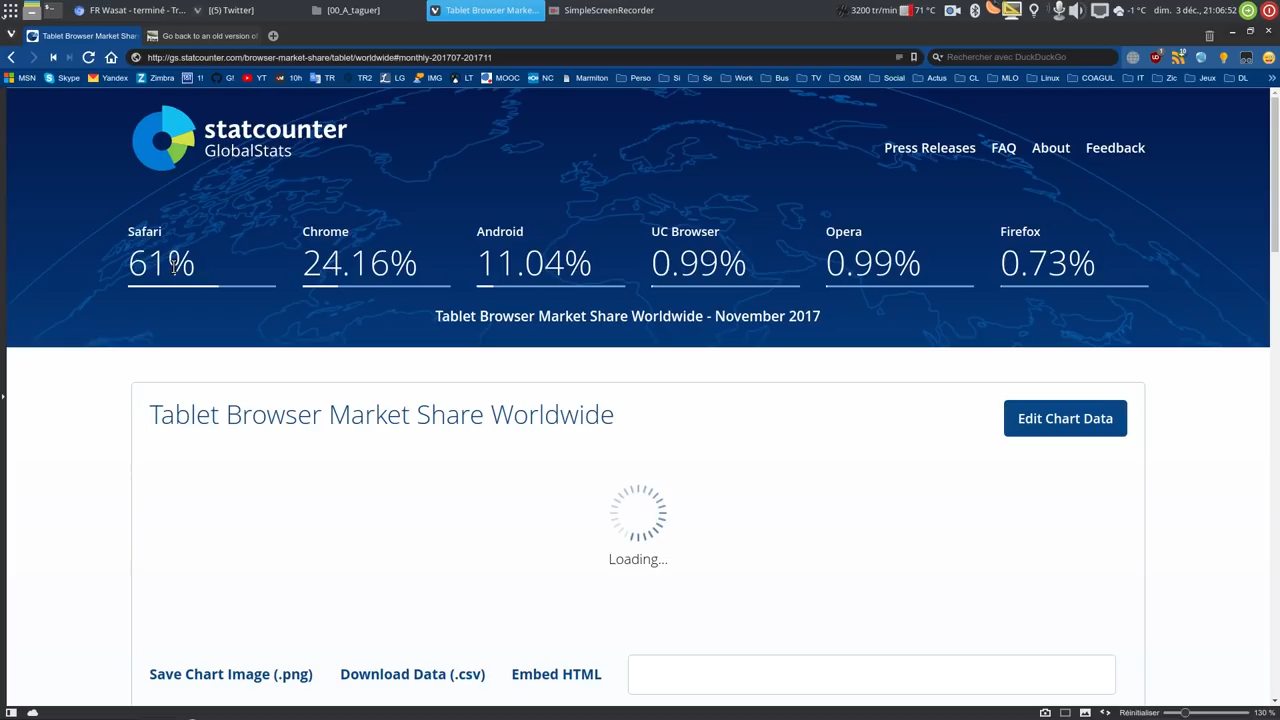 FR Wasat - terminé - Tr...
[(5) Twitter]
[00_A_taguer]
Tablet Browser Marke...
SimpleScreenRecorder
3200 tr/min
71 °C
-1 °C
dim. 3 déc., 21:06:52
Tablet Browser Market Shar
Go back to an old version of
http://gs.statcounter.com/browser-market-share/tablet/worldwide#monthly-201707-201711
Rechercher avec DuckDuckGo
MSN Skype Yandex Zimbra 1! G! YT 10h TR TR2 LG IMG LT MOOC NC Marmiton Perso Si Se Work Bus TV OSM Social Actus CL MLO Linux COAGUL IT Zic Jeux DL
statcounter
GlobalStats
Press Releases FAQ About Feedback
Safari Chrome Android UC Browser Opera Firefox
61% 24.16% 11.04% 0.99% 0.99% 0.73%
Tablet Browser Market Share Worldwide - November 2017
Tablet Browser Market Share Worldwide
Edit Chart Data
Loading...
Save Chart Image (.png) Download Data (.csv) Embed HTML
Réinitialiser 130 %